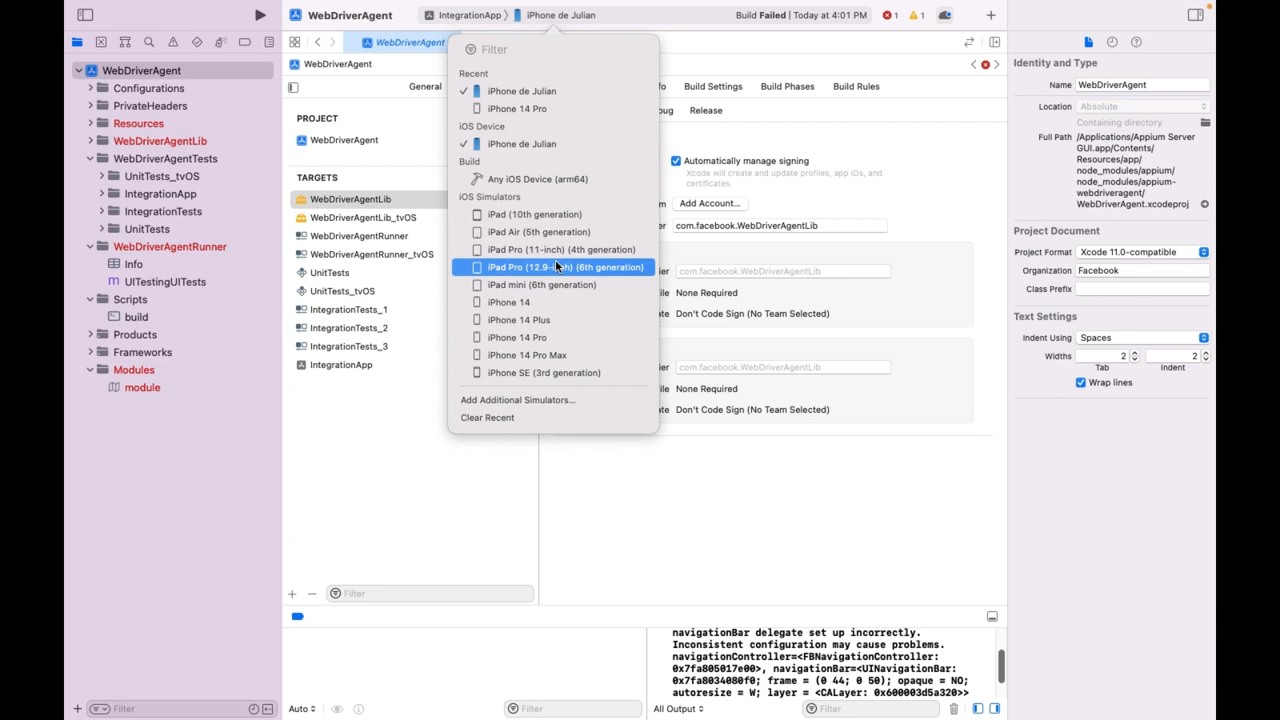 WebDriverAgent
IntegrationApp
iPhone de Julian
Build Failed | Today at 4:01 PM
1
1
WebDriverAgent
WebDriverAgent
Configurations
PrivateHeaders
Resources
WebDriverAgentLib
WebDriverAgentTests
UnitTests_tvOS
IntegrationApp
IntegrationTests
UnitTests
WebDriverAgentRunner
Info
UITestingUITests
Scripts
build
Products
Frameworks
Modules
module
Filter
WebDriverAgent
General
fo
Build Settings
Build Phases
Build Rules
bug
Release
PROJECT
WebDriverAgent
TARGETS
WebDriverAgentLib
WebDriverAgentLib_tvOS
WebDriverAgentRunner
WebDriverAgentRunner_tvOS
UnitTests
UnitTests_tvOS
IntegrationTests_1
IntegrationTests_2
IntegrationTests_3
IntegrationApp
Filter
Filter
Recent
iPhone de Julian
iPhone 14 Pro
iOS Device
iPhone de Julian
Build
Any iOS Device (arm64)
iOS Simulators
iPad (10th generation)
iPad Air (5th generation)
iPad Pro (11-inch) (4th generation)
iPad Pro (12.9-inch) (6th generation)
iPad mini (6th generation)
iPhone 14
iPhone 14 Plus
iPhone 14 Pro
iPhone 14 Pro Max
iPhone SE (3rd generation)
Add Additional Simulators...
Clear Recent
Automatically manage signing
Xcode will create and update profiles, app IDs, and
certificates.
m
Add Account...
r
com.facebook.WebDriverAgentLib
ier
com.facebook.WebDriverAgentLib
file
None Required
ate
Don't Code Sign (No Team Selected)
ier
com.facebook.WebDriverAgentLib
file
None Required
ate
Don't Code Sign (No Team Selected)
Auto
Filter
navigationBar delegate set up incorrectly.
Inconsistent configuration may cause problems.
navigationController=<FBNavigationController:
0x7fa805017e00>, navigationBar=<UINavigationBar:
0x7fa8034080f0; frame = (0 44; 0 50); opaque = NO;
autoresize = W; layer = <CALayer: 0x600003d5a320>>
All Output
Filter
Identity and Type
Name
WebDriverAgent
Location
Absolute
Containing directory
Full Path
/Applications/Appium Server
GUI.app/Contents/
Resources/app/
node_modules/appium/
node_modules/appium-
webdriveragent/
WebDriverAgent.xcodeproj
Project Document
Project Format
Xcode 11.0-compatible
Organization
Facebook
Class Prefix
Text Settings
Indent Using
Spaces
Widths
2
2
Tab
Indent
Wrap lines